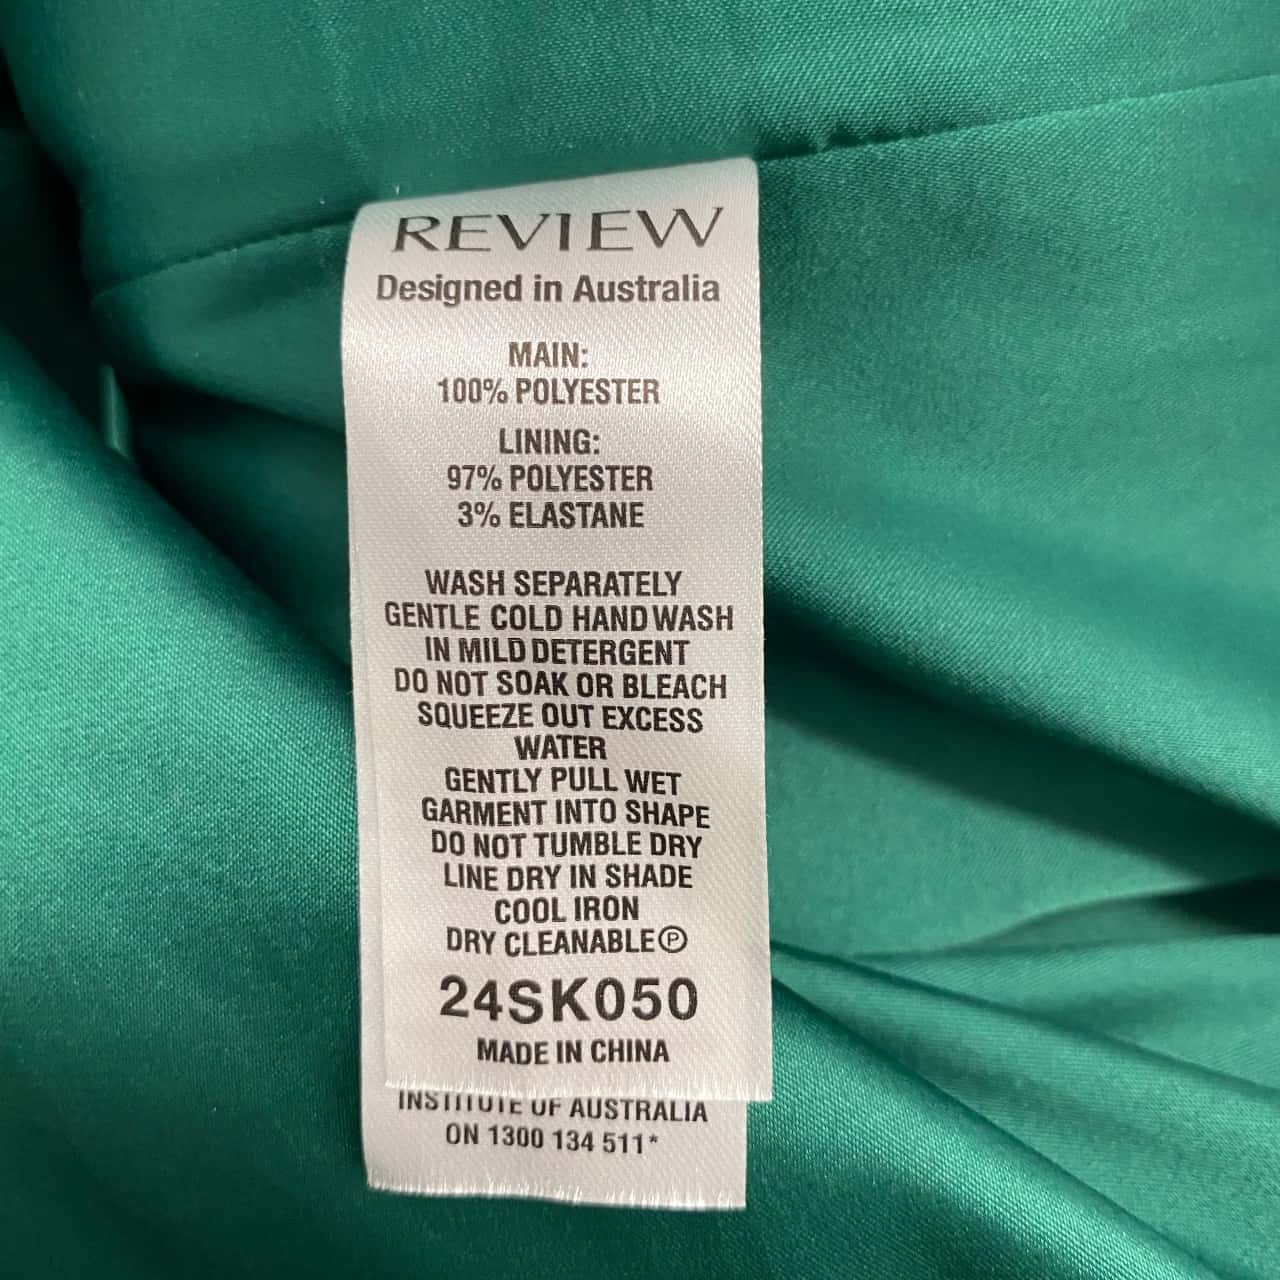 REVIEW
Designed in Australia
MAIN:
100% POLYESTER
LINING:
97% POLYESTER
3% ELASTANE
WASH SEPARATELY
GENTLE COLD HAND WASH
IN MILD DETERGENT
DO NOT SOAK OR BLEACH
SQUEEZE OUT EXCESS
WATER
GENTLY PULL WET
GARMENT INTO SHAPE
DO NOT TUMBLE DRY
LINE DRY IN SHADE
COOL IRON
DRY CLEANABLE Ⓟ
24SK050
MADE IN CHINA
INSTITUTE OF AUSTRALIA
ON 1300 134 511*